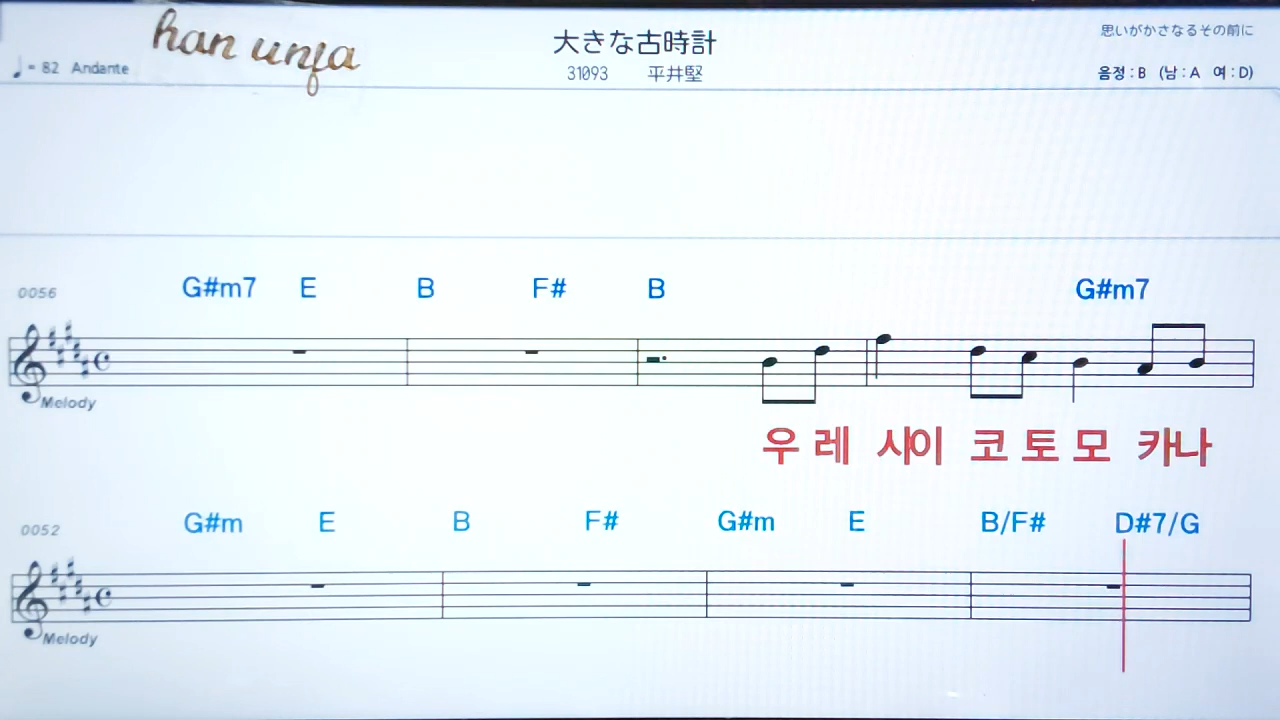 han unja
大きな古時計
思いがかさなるその前に
♩= 82 Andante
31093 平井堅
음정 : B (남 : A 여 : D)
0056 G#m7 E B F# B G#m7
Melody
우 레 샤이 코 토 모 카나
0052 G#m E B F# G#m E B/F# D#7/G
Melody